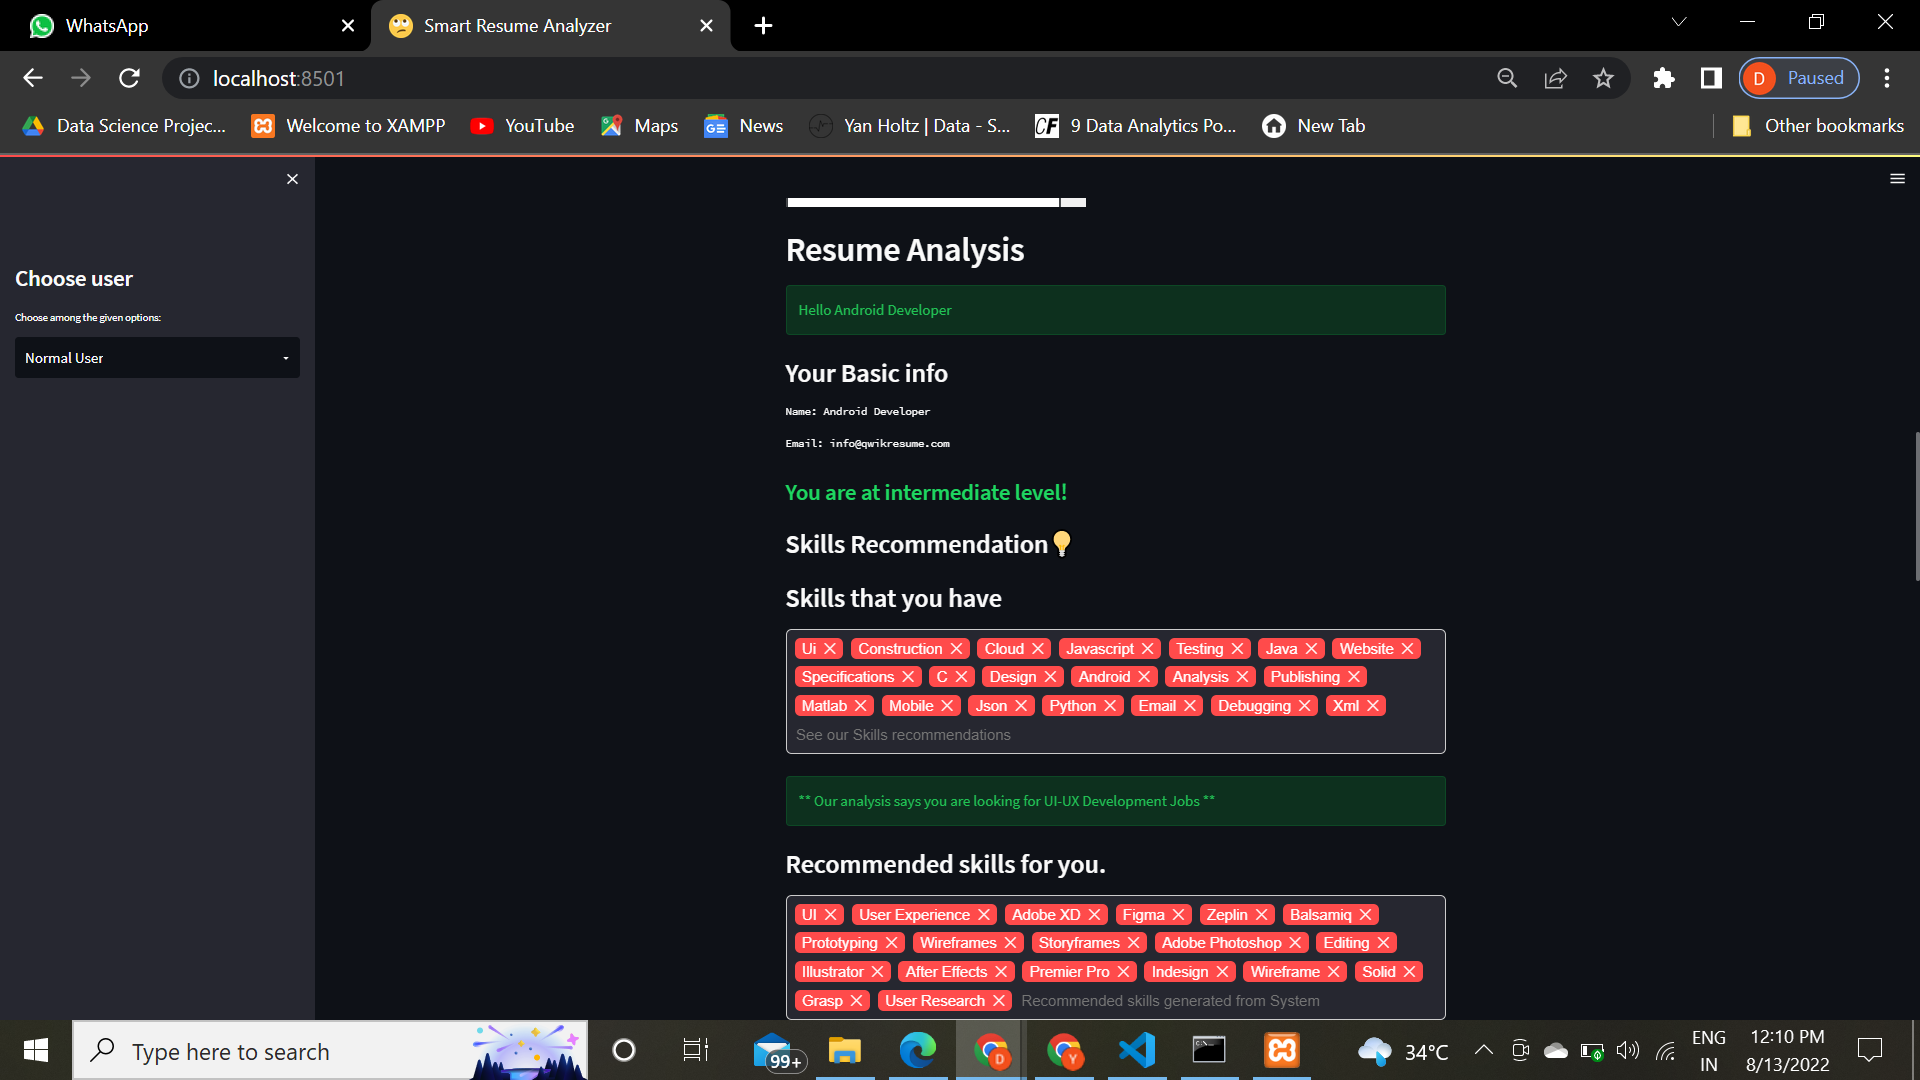 WhatsApp
Smart Resume Analyzer
localhost:8501
D Paused
Data Science Projec...
Welcome to XAMPP
YouTube
Maps
News
Yan Holtz | Data - S...
CF 9 Data Analytics Po...
New Tab
Other bookmarks
Choose user
Choose among the given options:
Normal User
Resume Analysis
Hello Android Developer
Your Basic info
Name: Android Developer
Email: info@qwikresume.com
You are at intermediate level!
Skills Recommendation
Skills that you have
Ui Construction Cloud Javascript Testing Java Website
Specifications C Design Android Analysis Publishing
Matlab Mobile Json Python Email Debugging Xml
See our Skills recommendations
** Our analysis says you are looking for UI-UX Development Jobs **
Recommended skills for you.
UI User Experience Adobe XD Figma Zeplin Balsamiq
Prototyping Wireframes Storyframes Adobe Photoshop Editing
Illustrator After Effects Premier Pro Indesign Wireframe Solid
Grasp User Research Recommended skills generated from System
Type here to search
99+
D
Y
34°C
ENG
IN
12:10 PM
8/13/2022